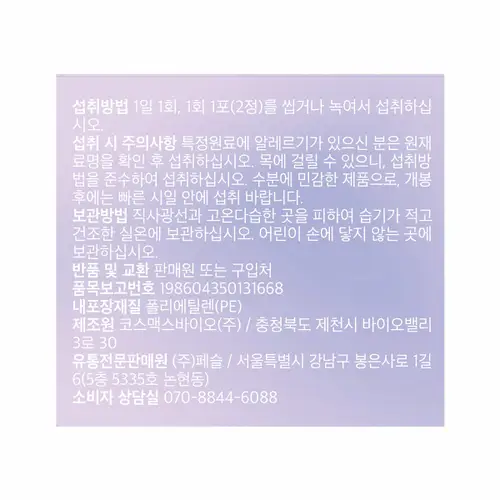 섭취방법 1일 1회, 1회 1포(2정)를 씹거나 녹여서 섭취하십
시오.
섭취 시 주의사항 특정원료에 알레르기가 있으신 분은 원재
료명을 확인 후 섭취하십시오. 목에 걸릴 수 있으니, 섭취방
법을 준수하여 섭취하십시오. 수분에 민감한 제품으로, 개봉
후에는 빠른 시일 안에 섭취 바랍니다.
보관방법 직사광선과 고온다습한 곳을 피하여 습기가 적고
건조한 실온에 보관하십시오. 어린이 손에 닿지 않는 곳에
보관하십시오.
반품 및 교환 판매원 또는 구입처
품목보고번호 198604350131668
내포장재질 폴리에틸렌(PE)
제조원 코스맥스바이오(주) / 충청북도 제천시 바이오밸리
3로 30
유통전문판매원 (주)페슬 / 서울특별시 강남구 봉은사로 1길
6(5층 5335호 논현동)
소비자 상담실 070-8844-6088